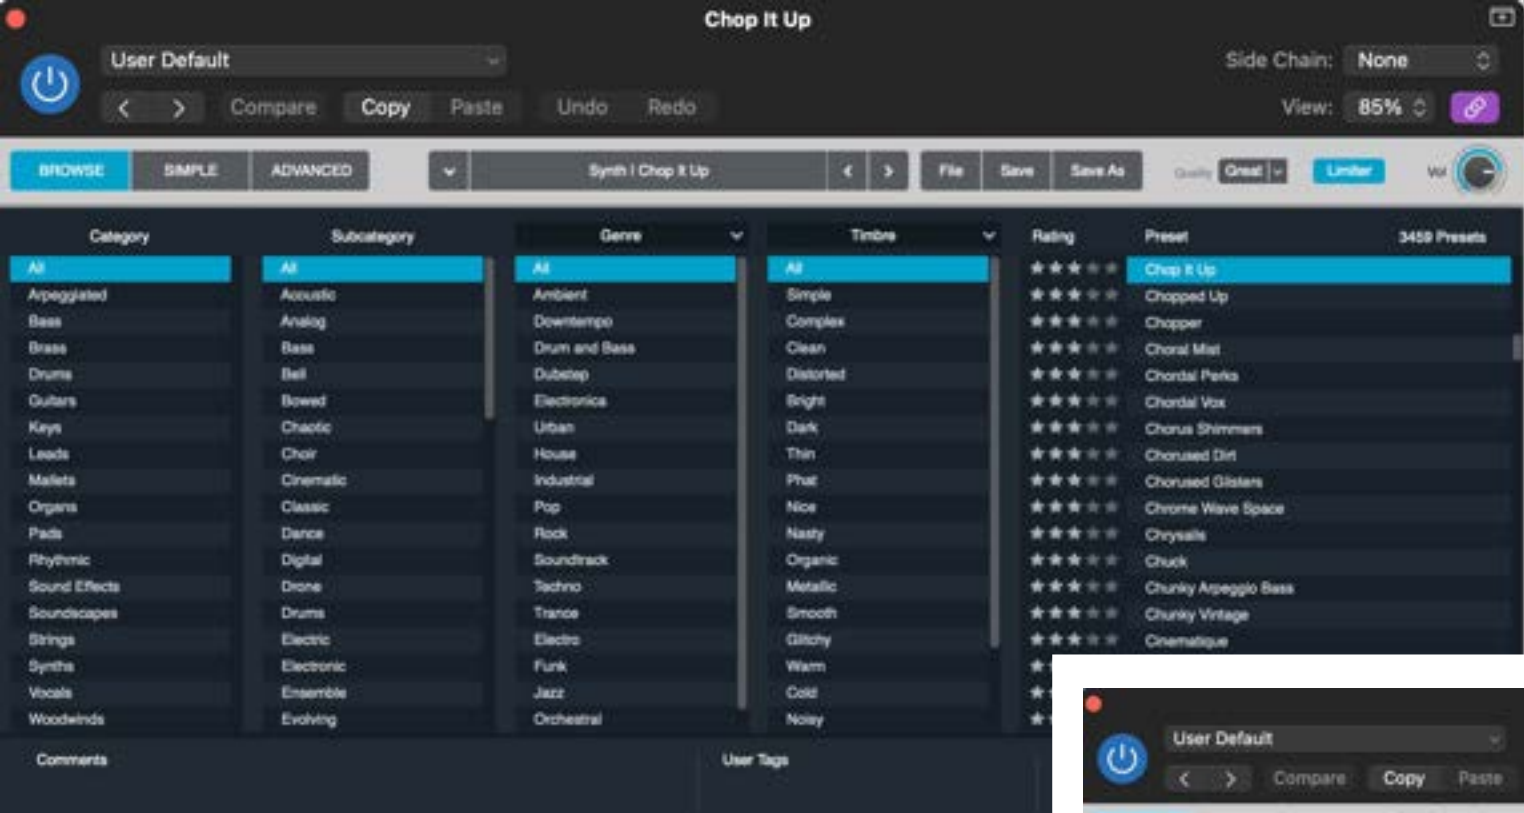 Chop It Up
User Default
Side Chain: None
< > Compare Copy Paste Undo Redo
View: 85%
BROWSE SIMPLE ADVANCED
Synth | Chop It Up
< >
File Save Save As
Quality Great
Limiter
Vol
Category
All
Arpeggiated
Bass
Brass
Drums
Guitars
Keys
Leads
Mallets
Organs
Pads
Rhythmic
Sound Effects
Soundscapes
Strings
Synths
Vocals
Woodwinds
Subcategory
All
Acoustic
Analog
Bass
Bell
Bowed
Chaotic
Choir
Cinematic
Classic
Dance
Digital
Drone
Drums
Electric
Electronic
Ensemble
Evolving
Genre
All
Ambient
Downtempo
Drum and Bass
Dubstep
Electronica
Urban
House
Industrial
Pop
Rock
Soundtrack
Techno
Trance
Electro
Funk
Jazz
Orchestral
Timbre
All
Simple
Complex
Clean
Distorted
Bright
Dark
Thin
Phat
Nice
Nasty
Organic
Metallic
Smooth
Glitchy
Warm
Cold
Noisy
Rating
Preset
3459 Presets
Chop It Up
Chopped Up
Chopper
Choral Mist
Chordal Perks
Chordal Vox
Chorus Shimmers
Chorused Dirt
Chorused Glisters
Chrome Wave Space
Chrysalis
Chuck
Chunky Arpeggio Bass
Chunky Vintage
Cinematique
Comments
User Tags
User Default
< > Compare Copy Paste